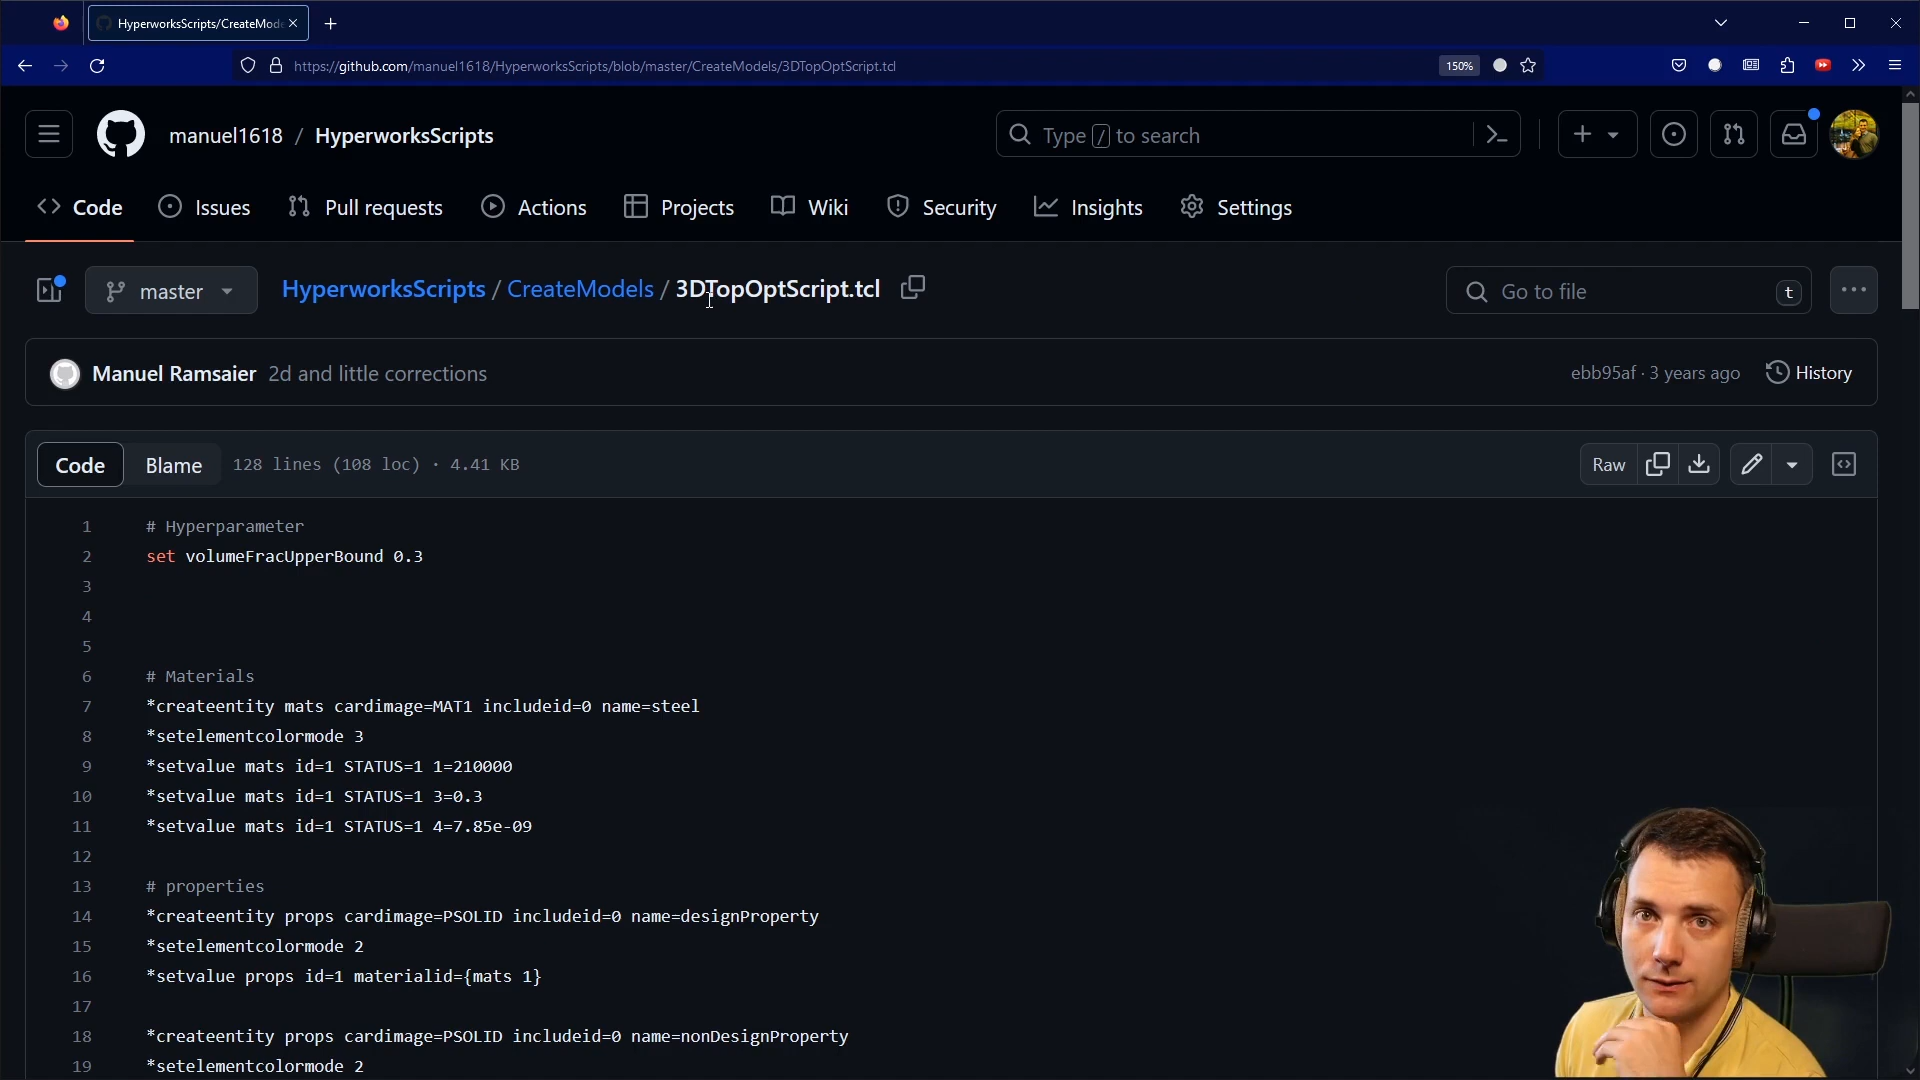 HyperworksScripts/CreateMode
https://github.com/manuel1618/HyperworksScripts/blob/master/CreateModels/3DTopOptScript.tcl
150%
manuel1618 / HyperworksScripts
Type / to search
Code
Issues
Pull requests
Actions
Projects
Wiki
Security
Insights
Settings
master
HyperworksScripts / CreateModels / 3DTopOptScript.tcl
Go to file
t
Manuel Ramsaier 2d and little corrections
ebb95af · 3 years ago
History
Code
Blame
128 lines (108 loc) · 4.41 KB
Raw
1 # Hyperparameter
2 set volumeFracUpperBound 0.3
3
4
5
6 # Materials
7 *createentity mats cardimage=MAT1 includeid=0 name=steel
8 *setelementcolormode 3
9 *setvalue mats id=1 STATUS=1 1=210000
10 *setvalue mats id=1 STATUS=1 3=0.3
11 *setvalue mats id=1 STATUS=1 4=7.85e-09
12
13 # properties
14 *createentity props cardimage=PSOLID includeid=0 name=designProperty
15 *setelementcolormode 2
16 *setvalue props id=1 materialid={mats 1}
17
18 *createentity props cardimage=PSOLID includeid=0 name=nonDesignProperty
19 *setelementcolormode 2